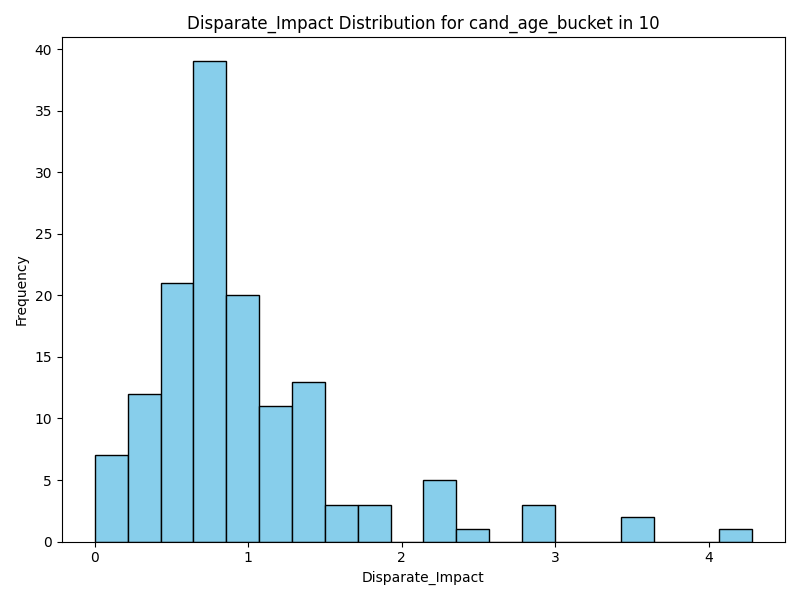 Disparate_Impact Distribution for cand_age_bucket in 10
40
35
30
25
20
15
10
5
0
Frequency
0 1 2 3 4
Disparate_Impact